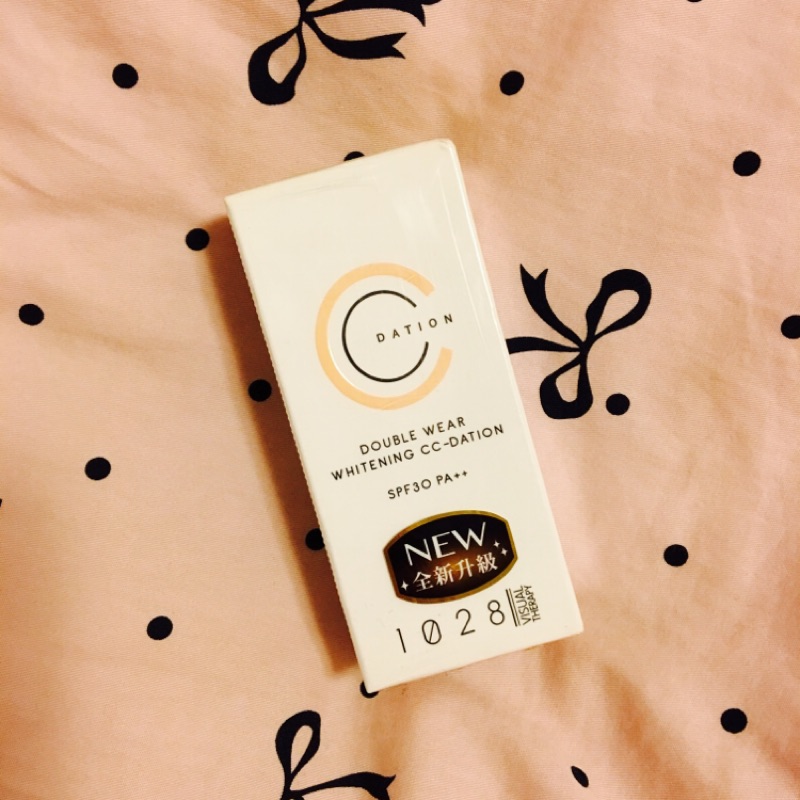 DATION
DOUBLE WEAR
WHITENING CC-DATION
SPF30 PA++
NEW
全新升級
1028
VISUAL
THERAPY